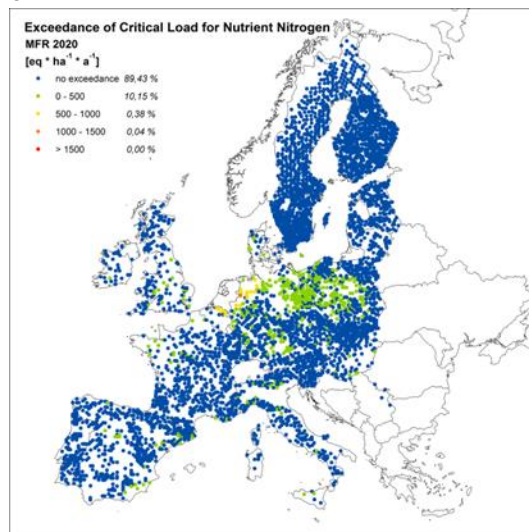 Exceedance of Critical Load for Nutrient Nitrogen
MFR 2020
[eq * ha⁻¹ * a⁻¹]
no exceedance 89,43 %
0 - 500 10,15 %
500 - 1000 0,38 %
1000 - 1500 0,04 %
> 1500 0,00 %